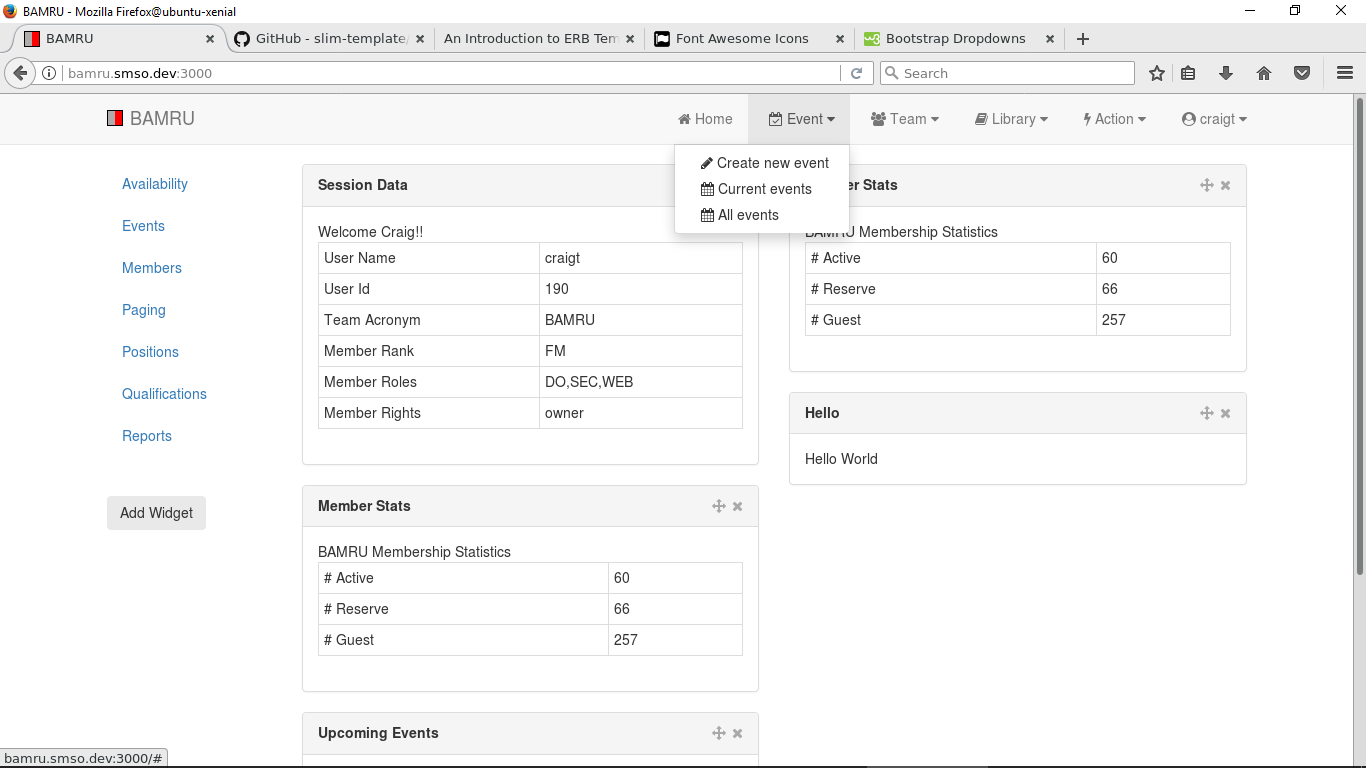 BAMRU - Mozilla Firefox@ubuntu-xenial
BAMRU
GitHub - slim-template
An Introduction to ERB Tem
Font Awesome Icons
Bootstrap Dropdowns
bamru.smso.dev:3000
Search
BAMRU
Home
Event
Team
Library
Action
craigt
Create new event
Current events
All events
Availability
Events
Members
Paging
Positions
Qualifications
Reports
Add Widget
Session Data
Welcome Craig!!
User Name craigt
User Id 190
Team Acronym BAMRU
Member Rank FM
Member Roles DO,SEC,WEB
Member Rights owner
Member Stats
BAMRU Membership Statistics
# Active 60
# Reserve 66
# Guest 257
Upcoming Events
er Stats
BAMRU Membership Statistics
# Active 60
# Reserve 66
# Guest 257
Hello
Hello World
bamru.smso.dev:3000/#